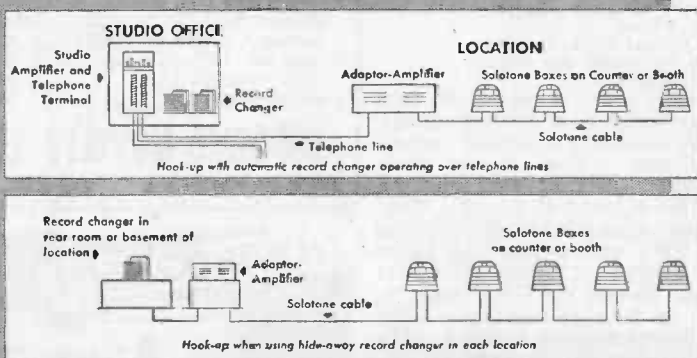 STUDIO OFFICE
Studio
Amplifier and
Telephone
Terminal
Record
Changer
LOCATION
Adaptor-Amplifier
Solotone Boxes on Counter or Booth
Solotone cable
Telephone line
Hook-up with automatic record changer operating over telephone lines
Record changer in
rear room or basement of
location
Adaptor-
Amplifier
Solotone cable
Solotone Boxes
on counter or booth
Hook-up when using hide-away record changer in each location